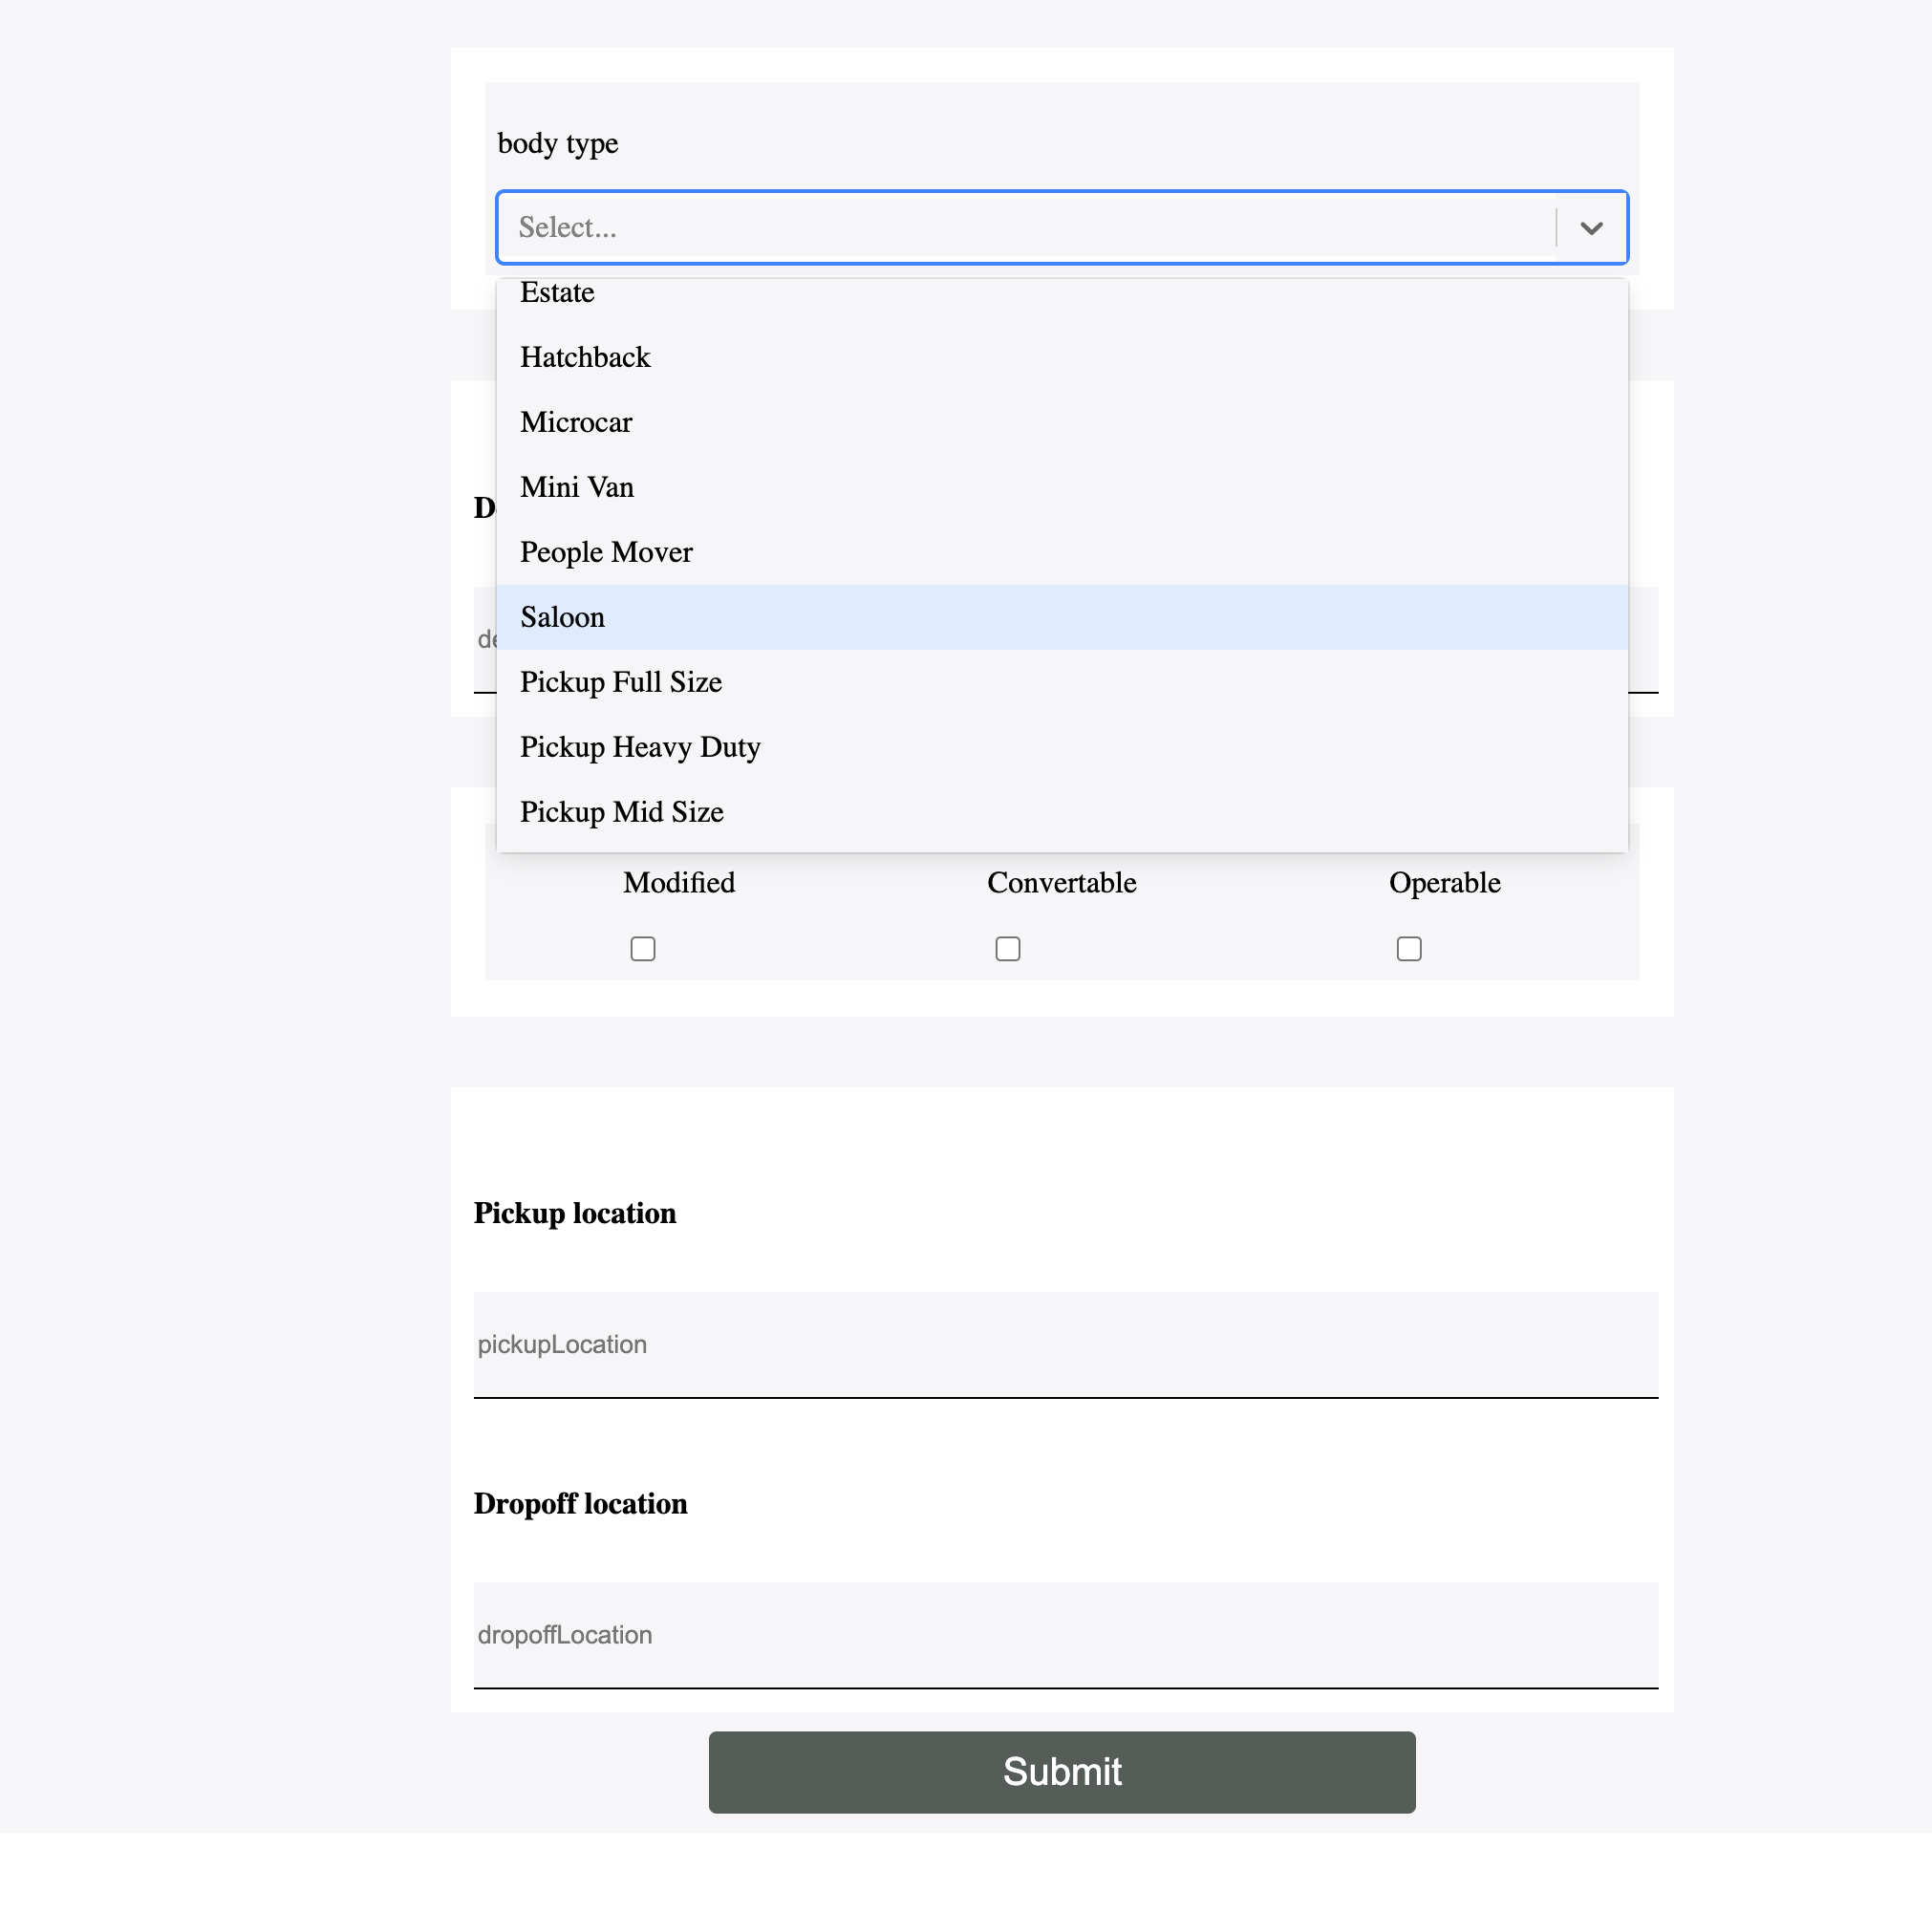 body type
Select...
Estate
Hatchback
Microcar
Mini Van
People Mover
Saloon
Pickup Full Size
Pickup Heavy Duty
Pickup Mid Size
Modified Convertable Operable
Pickup location
pickupLocation
Dropoff location
dropoffLocation
Submit